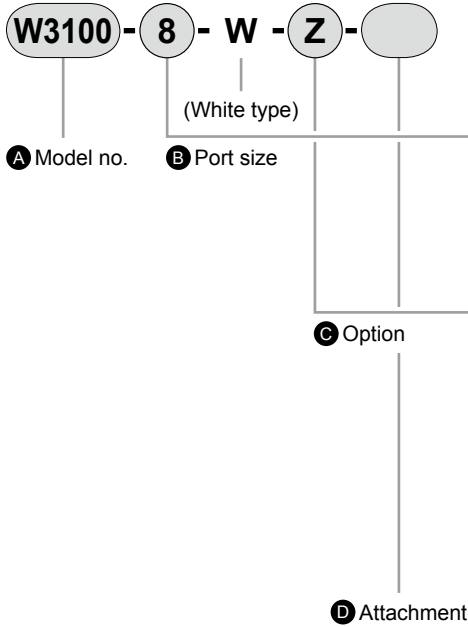 W3100 - 8 - W - Z -
(White type)
A Model no. B Port size
C Option
D Attachment